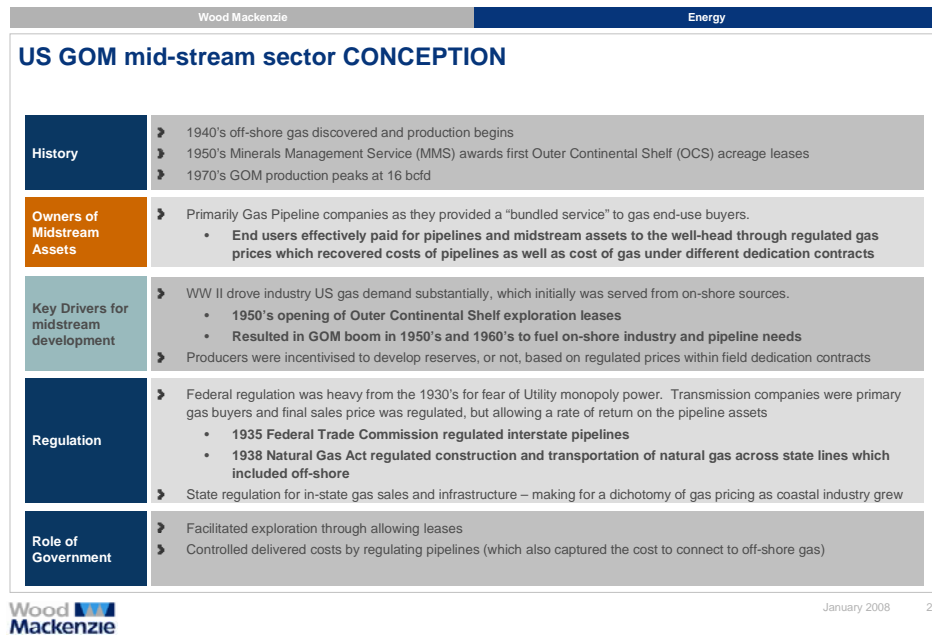 Wood Mackenzie
Energy
US GOM mid-stream sector CONCEPTION
History
1940's off-shore gas discovered and production begins
1950's Minerals Management Service (MMS) awards first Outer Continental Shelf (OCS) acreage leases
1970's GOM production peaks at 16 bcfd
Owners of
Midstream
Assets
Primarily Gas Pipeline companies as they provided a “bundled service” to gas end-use buyers.
• End users effectively paid for pipelines and midstream assets to the well-head through regulated gas
prices which recovered costs of pipelines as well as cost of gas under different dedication contracts
Key Drivers for
midstream
development
WW II drove industry US gas demand substantially, which initially was served from on-shore sources.
• 1950's opening of Outer Continental Shelf exploration leases
• Resulted in GOM boom in 1950's and 1960's to fuel on-shore industry and pipeline needs
Producers were incentivised to develop reserves, or not, based on regulated prices within field dedication contracts
Regulation
Federal regulation was heavy from the 1930's for fear of Utility monopoly power. Transmission companies were primary
gas buyers and final sales price was regulated, but allowing a rate of return on the pipeline assets
• 1935 Federal Trade Commission regulated interstate pipelines
• 1938 Natural Gas Act regulated construction and transportation of natural gas across state lines which
included off-shore
State regulation for in-state gas sales and infrastructure – making for a dichotomy of gas pricing as coastal industry grew
Role of
Government
Facilitated exploration through allowing leases
Controlled delivered costs by regulating pipelines (which also captured the cost to connect to off-shore gas)
Wood
Mackenzie
January 2008
2